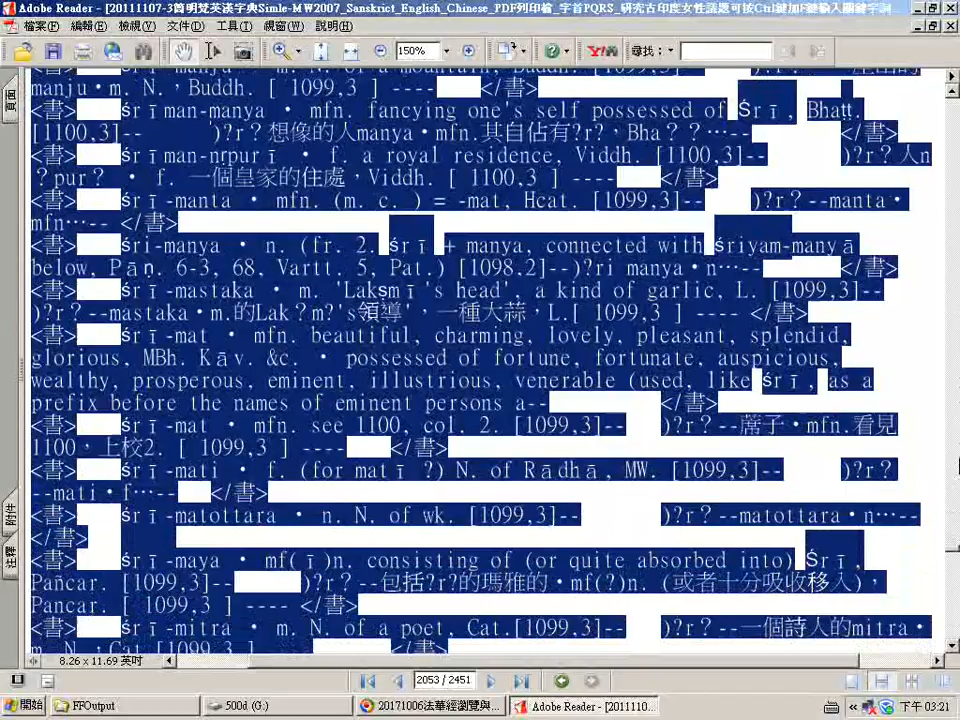 Adobe Reader - [20111107-3簡明梵英漢字典Simle-MW2007_Sanskrict_English_Chinese_PDF列印檔_字首PQRS_研究古印度女性議題可按Ctrl鍵加F鍵輸入關鍵字詞
檔案(F) 編輯(E) 檢視(V) 文件(D) 工具(T) 視窗(W) 說明(H)
150% 尋找：
頁面
manju・m. N., Buddh. [ 1099,3 ] ---- </書>
<書> śrīman-manya ・ mfn. fancying one's self possessed of Śrī, Bhaṭṭ.
[1100,3]-- )?r？想像的人manya・mfn.其自佔有?r?，Bha？？…-- </書>
<書> śrīman-nṛpurī ・ f. a royal residence, Viddh. [1100,3]-- )?r？人n
？pur？ ・ f. 一個皇家的住處，Viddh. [ 1100,3 ] ---- </書>
<書> śrī-manta ・ mfn. (m. c. ) = -mat, Hcat. [1099,3]-- )?r？--manta・
mfn…-- </書>
<書> śri-manya ・ n. (fr. 2. śrī + manya, connected with śriyam-manyā
below, Pāṇ. 6-3, 68, Vartt. 5, Pat.) [1098.2]--)?ri manya・n…-- </書>
<書> śrī-mastaka ・ m. 'Laksmī's head', a kind of garlic, L. [1099,3]--
)?r？--mastaka・m.的Lak？m?'s領導'，一種大蒜，L.[ 1099,3 ] ---- </書>
<書> śrī-mat ・ mfn. beautiful, charming, lovely, pleasant, splendid,
glorious, MBh. Kāv. &c. ・ possessed of fortune, fortunate, auspicious,
wealthy, prosperous, eminent, illustrious, venerable (used, like śrī, as a
prefix before the names of eminent persons a-- </書>
<書> śrī-mat ・ mfn. see 1100, col. 2. [1099,3]-- )?r？--蓆子・mfn.看見
1100，上校2. [ 1099,3 ] ---- </書>
<書> śrī-mati ・ f. (for matī ?) N. of Rādhā, MW. [1099,3]-- )?r？
--mati・f…-- </書>
<書> śrī-matottara ・ n. N. of wk. [1099,3]-- )?r？--matottara・n…--
</書>
<書> śrī-maya ・ mf(ī)n. consisting of (or quite absorbed into) Śrī,
Pañcar. [1099,3]-- )?r？--包括?r?的瑪雅的・mf(?)n. (或者十分吸收移入)，
Pancar. [ 1099,3 ] ---- </書>
<書> śrī-mitra ・ m. N. of a poet, Cat.[1099,3]-- )?r？--一個詩人的mitra・
附件
注釋
8.26 x 11.69 英吋
2053 / 2451
開始 FFOutput 500d (G:) 20171006法華經瀏覽與... Adobe Reader - [201110... 下午 03:21